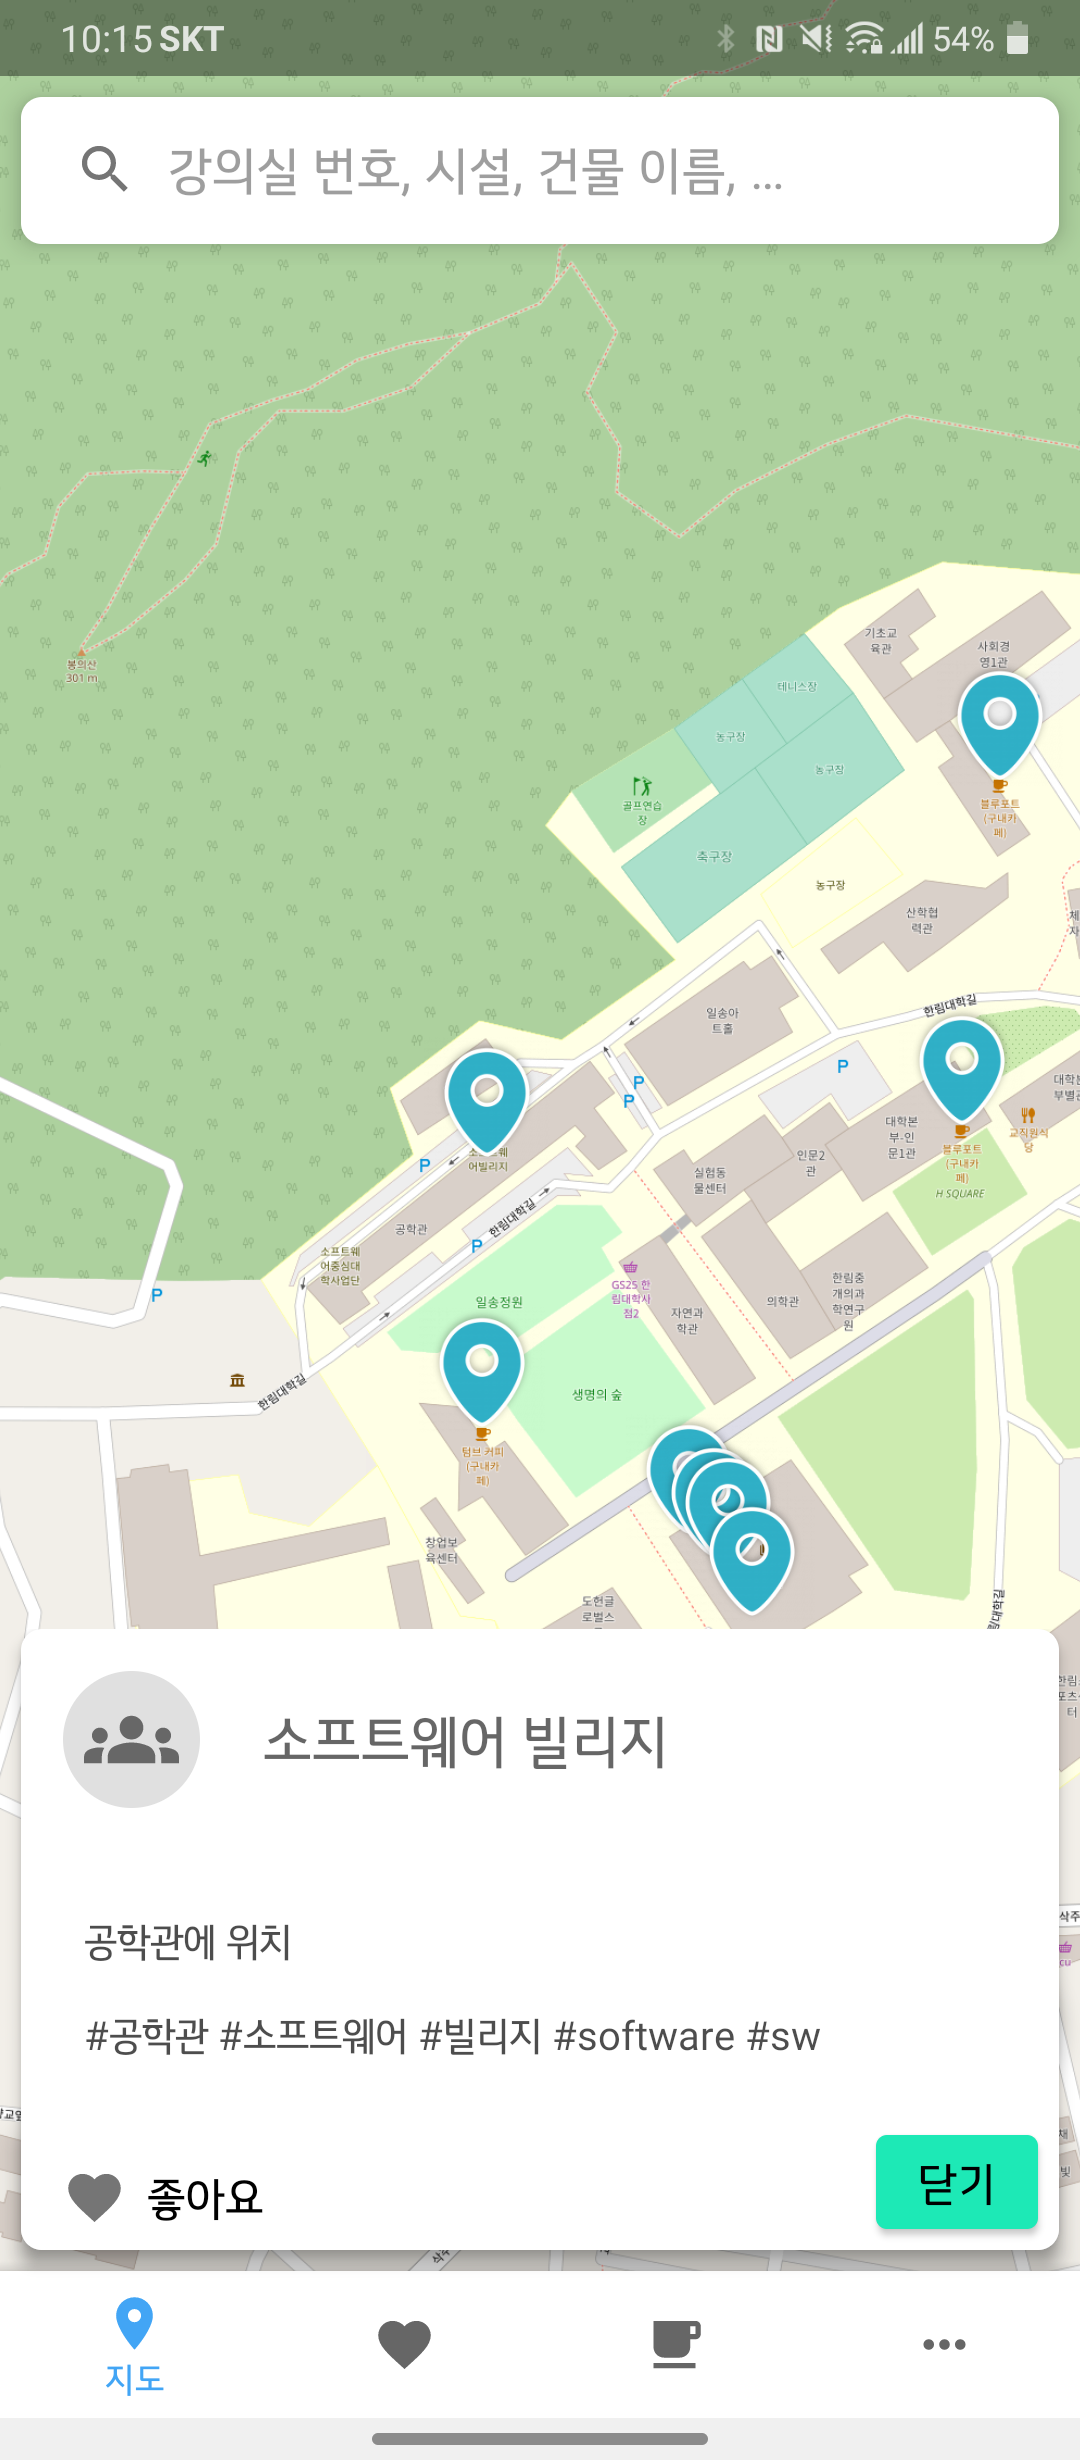 10:15 SKT 54%
강의실 번호, 시설, 건물 이름, ...
봉의산
301 m
기초교
육관
사회경
영1관
테니스장
농구장
농구장
골프연습
장
블루포트
(구내카
페)
축구장
농구장
산학협
력관
일송아
트홀
한림대학길
대학본
부-인
문1관
교직원식
당
블루포트
(구내카
페)
H SQUARE
인문2
관
실험동
물센터
어빌리지
공학관
한림대학길
소프트웨
어중심대
학사업단
일송정원
GS25 한
림대학사
점2
자연과
학관
의학관
한림중
개의과
학연구
원
한림대학길
생명의 숲
텀브 커피
(구내카
페)
창업보
육센터
도헌글
로벌스
소프트웨어 빌리지
공학관에 위치
#공학관 #소프트웨어 #빌리지 #software #sw
좋아요
닫기
지도